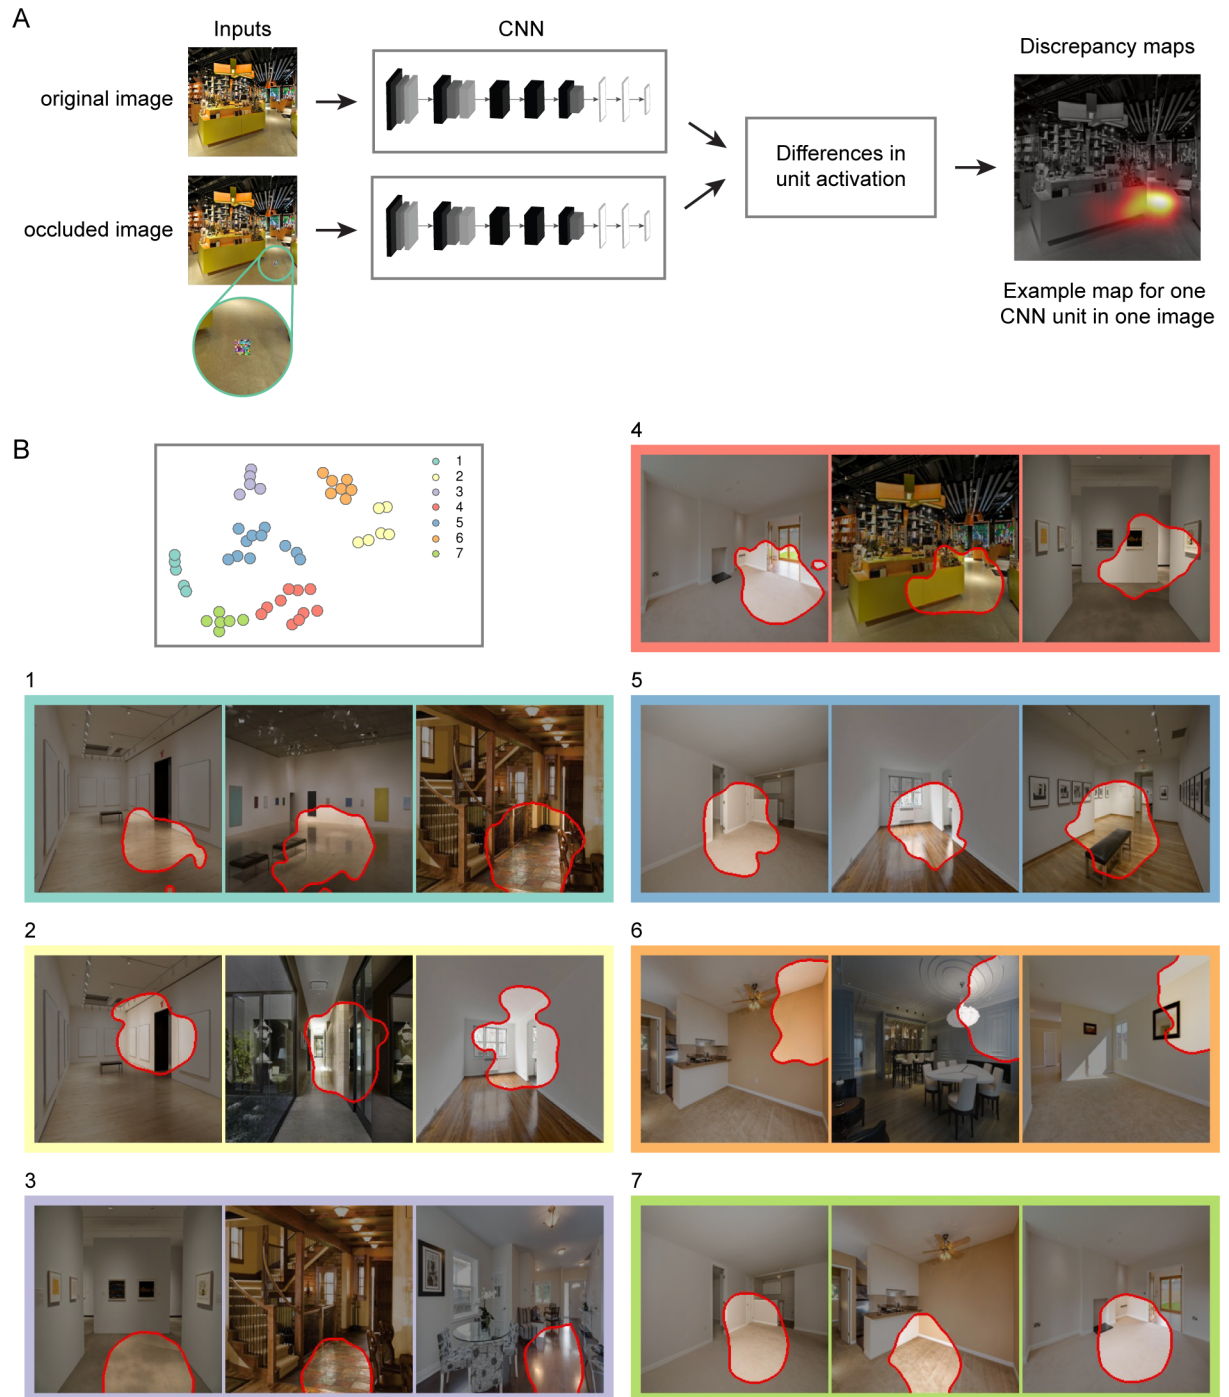 A
Inputs
CNN
Discrepancy maps
original image
occluded image
Differences in
unit activation
Example map for one
CNN unit in one image
B
1
2
3
4
5
6
7
4
1
5
2
6
3
7